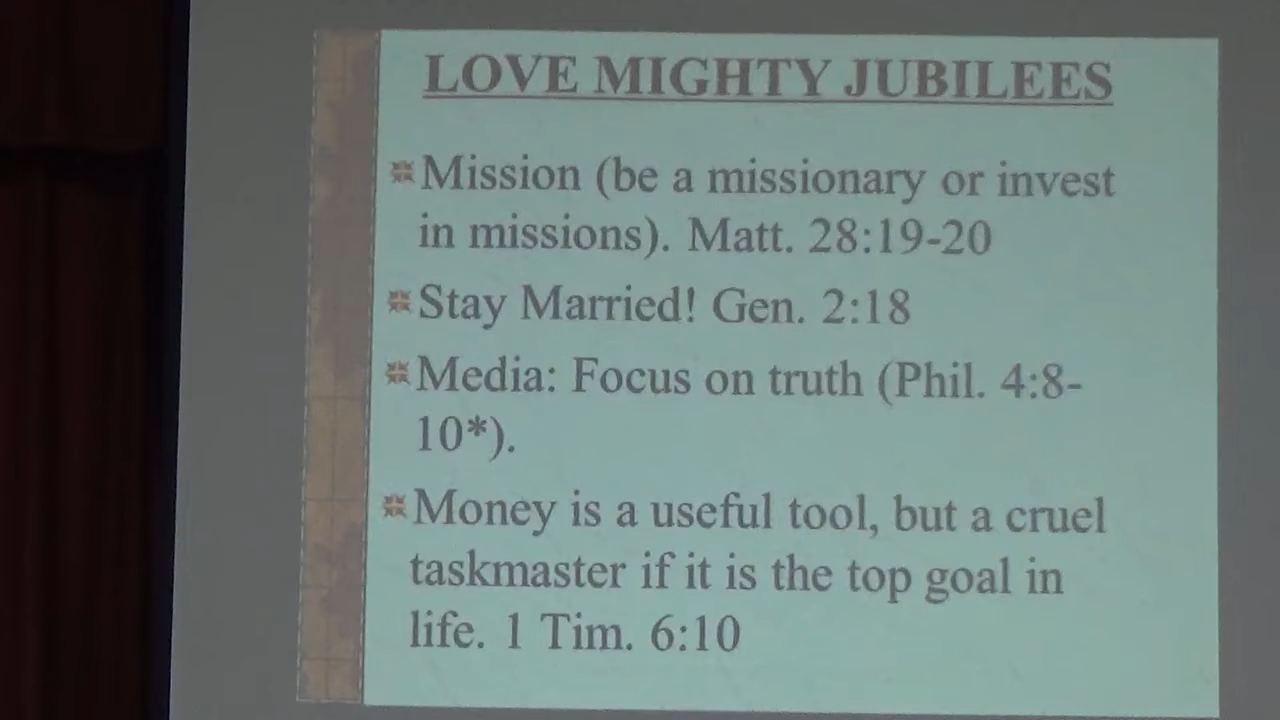 LOVE MIGHTY JUBILEES
Mission (be a missionary or invest
in missions). Matt. 28:19-20
Stay Married! Gen. 2:18
Media: Focus on truth (Phil. 4:8-
10*).
Money is a useful tool, but a cruel
taskmaster if it is the top goal in
life. 1 Tim. 6:10